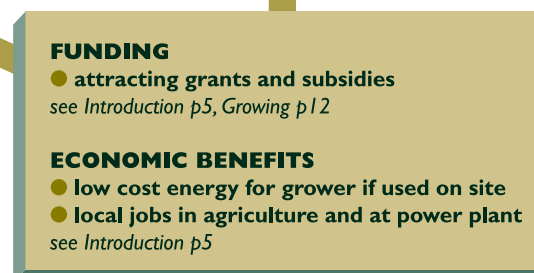 FUNDING
● attracting grants and subsidies
see Introduction p5, Growing p12
ECONOMIC BENEFITS
● low cost energy for grower if used on site
● local jobs in agriculture and at power plant
see Introduction p5